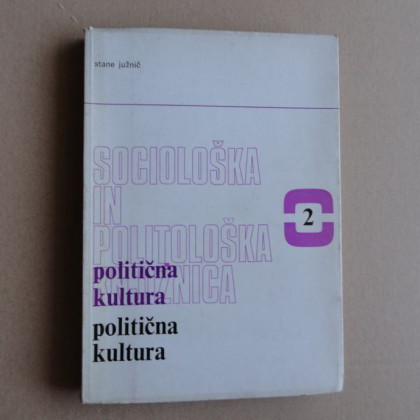 stane južnič
SOCIOLOŠKA
IN
POLITOLOŠKA
KNJIŽNICA
2
politična
kultura
politična
kultura